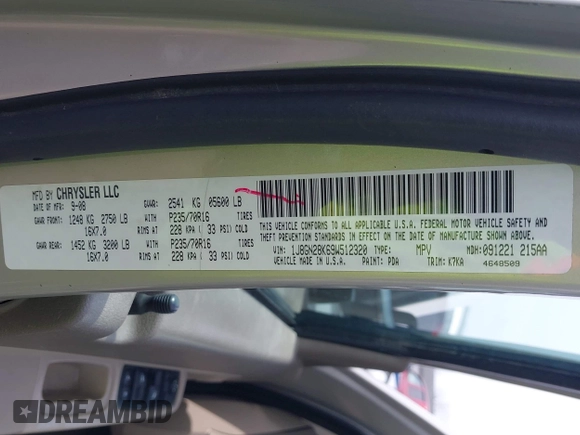 MFD BY CHRYSLER LLC
DATE OF MFR 9-08 GVWR: 2541 KG 05600 LB
GAWR FRONT: 1248 KG 2750 LB WITH P235/70R16 TIRES
16X7.0 RIMS AT 228 KPA ( 33 PSI) COLD
GAWR REAR: 1452 KG 3200 LB WITH P235/70R16 TIRES
16X7.0 RIMS AT 228 KPA ( 33 PSI) COLD
THIS VEHICLE CONFORMS TO ALL APPLICABLE U.S.A. FEDERAL MOTOR VEHICLE SAFETY AND
THEFT PREVENTION STANDARDS IN EFFECT ON THE DATE OF MANUFACTURE SHOWN ABOVE.
VIN: 1J8GN28K69W512320 TYPE: MPV MDH: 091221 215AA
VEHICLE MADE IN U.S.A. PAINT: PDA TRIM: K7KA 4648509
DREAMBID